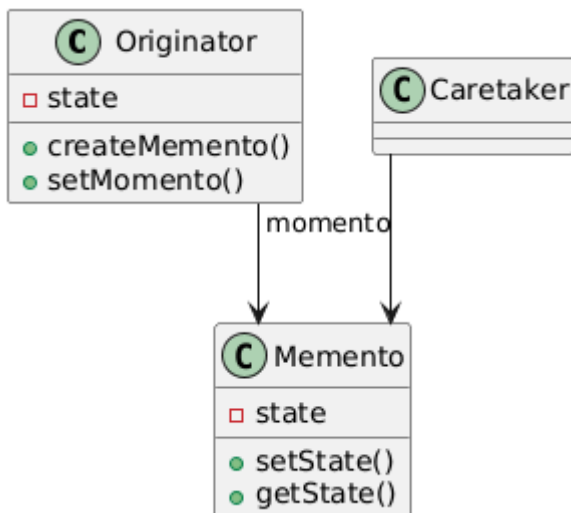 C Originator
state
createMemento()
setMomento()
C Caretaker
momento
C Memento
state
setState()
getState()